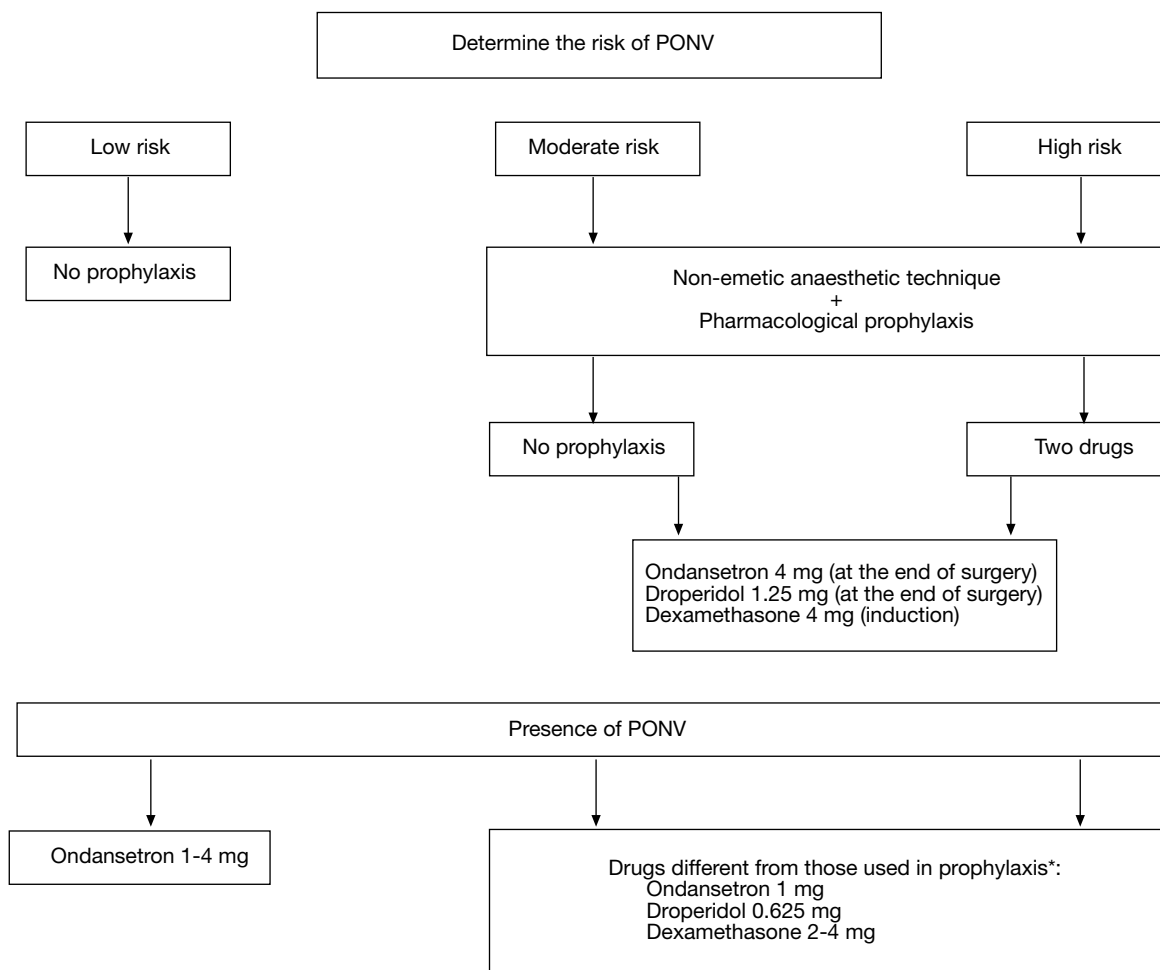 Determine the risk of PONV
Low risk
Moderate risk
High risk
No prophylaxis
Non-emetic anaesthetic technique
+
Pharmacological prophylaxis
No prophylaxis
Two drugs
Ondansetron 4 mg (at the end of surgery)
Droperidol 1.25 mg (at the end of surgery)
Dexamethasone 4 mg (induction)
Presence of PONV
Ondansetron 1-4 mg
Drugs different from those used in prophylaxis*:
Ondansetron 1 mg
Droperidol 0.625 mg
Dexamethasone 2-4 mg